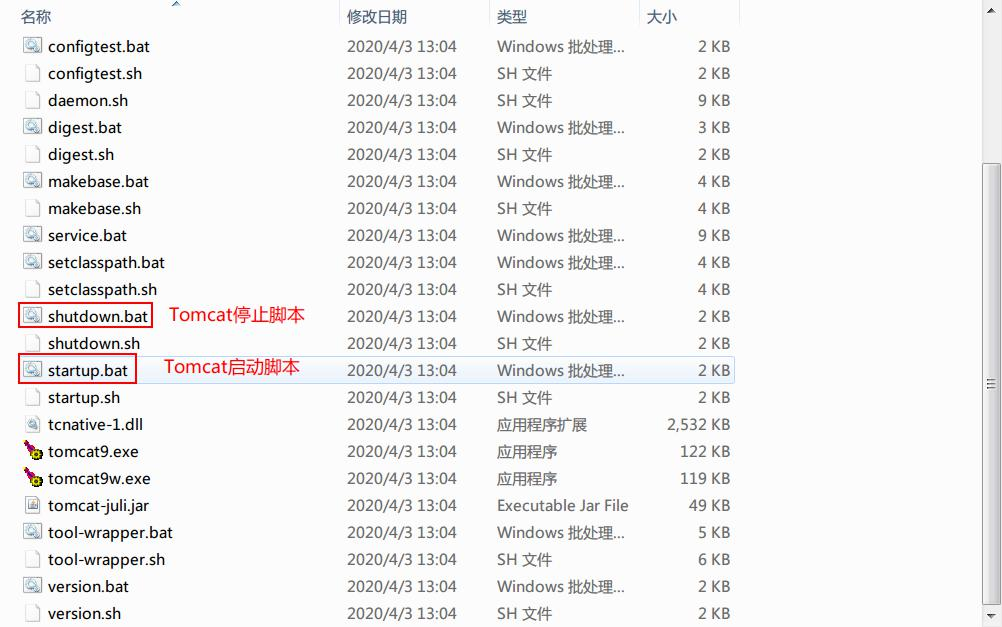 名称 修改日期 类型 大小
configtest.bat 2020/4/3 13:04 Windows 批处理... 2 KB
configtest.sh 2020/4/3 13:04 SH 文件 2 KB
daemon.sh 2020/4/3 13:04 SH 文件 9 KB
digest.bat 2020/4/3 13:04 Windows 批处理... 3 KB
digest.sh 2020/4/3 13:04 SH 文件 2 KB
makebase.bat 2020/4/3 13:04 Windows 批处理... 4 KB
makebase.sh 2020/4/3 13:04 SH 文件 4 KB
service.bat 2020/4/3 13:04 Windows 批处理... 9 KB
setclasspath.bat 2020/4/3 13:04 Windows 批处理... 4 KB
setclasspath.sh 2020/4/3 13:04 SH 文件 4 KB
shutdown.bat Tomcat停止脚本 2020/4/3 13:04 Windows 批处理... 2 KB
shutdown.sh 2020/4/3 13:04 SH 文件 2 KB
startup.bat Tomcat启动脚本 2020/4/3 13:04 Windows 批处理... 2 KB
startup.sh 2020/4/3 13:04 SH 文件 2 KB
tcnative-1.dll 2020/4/3 13:04 应用程序扩展 2,532 KB
tomcat9.exe 2020/4/3 13:04 应用程序 122 KB
tomcat9w.exe 2020/4/3 13:04 应用程序 119 KB
tomcat-juli.jar 2020/4/3 13:04 Executable Jar File 49 KB
tool-wrapper.bat 2020/4/3 13:04 Windows 批处理... 5 KB
tool-wrapper.sh 2020/4/3 13:04 SH 文件 6 KB
version.bat 2020/4/3 13:04 Windows 批处理... 2 KB
version.sh 2020/4/3 13:04 SH 文件 2 KB